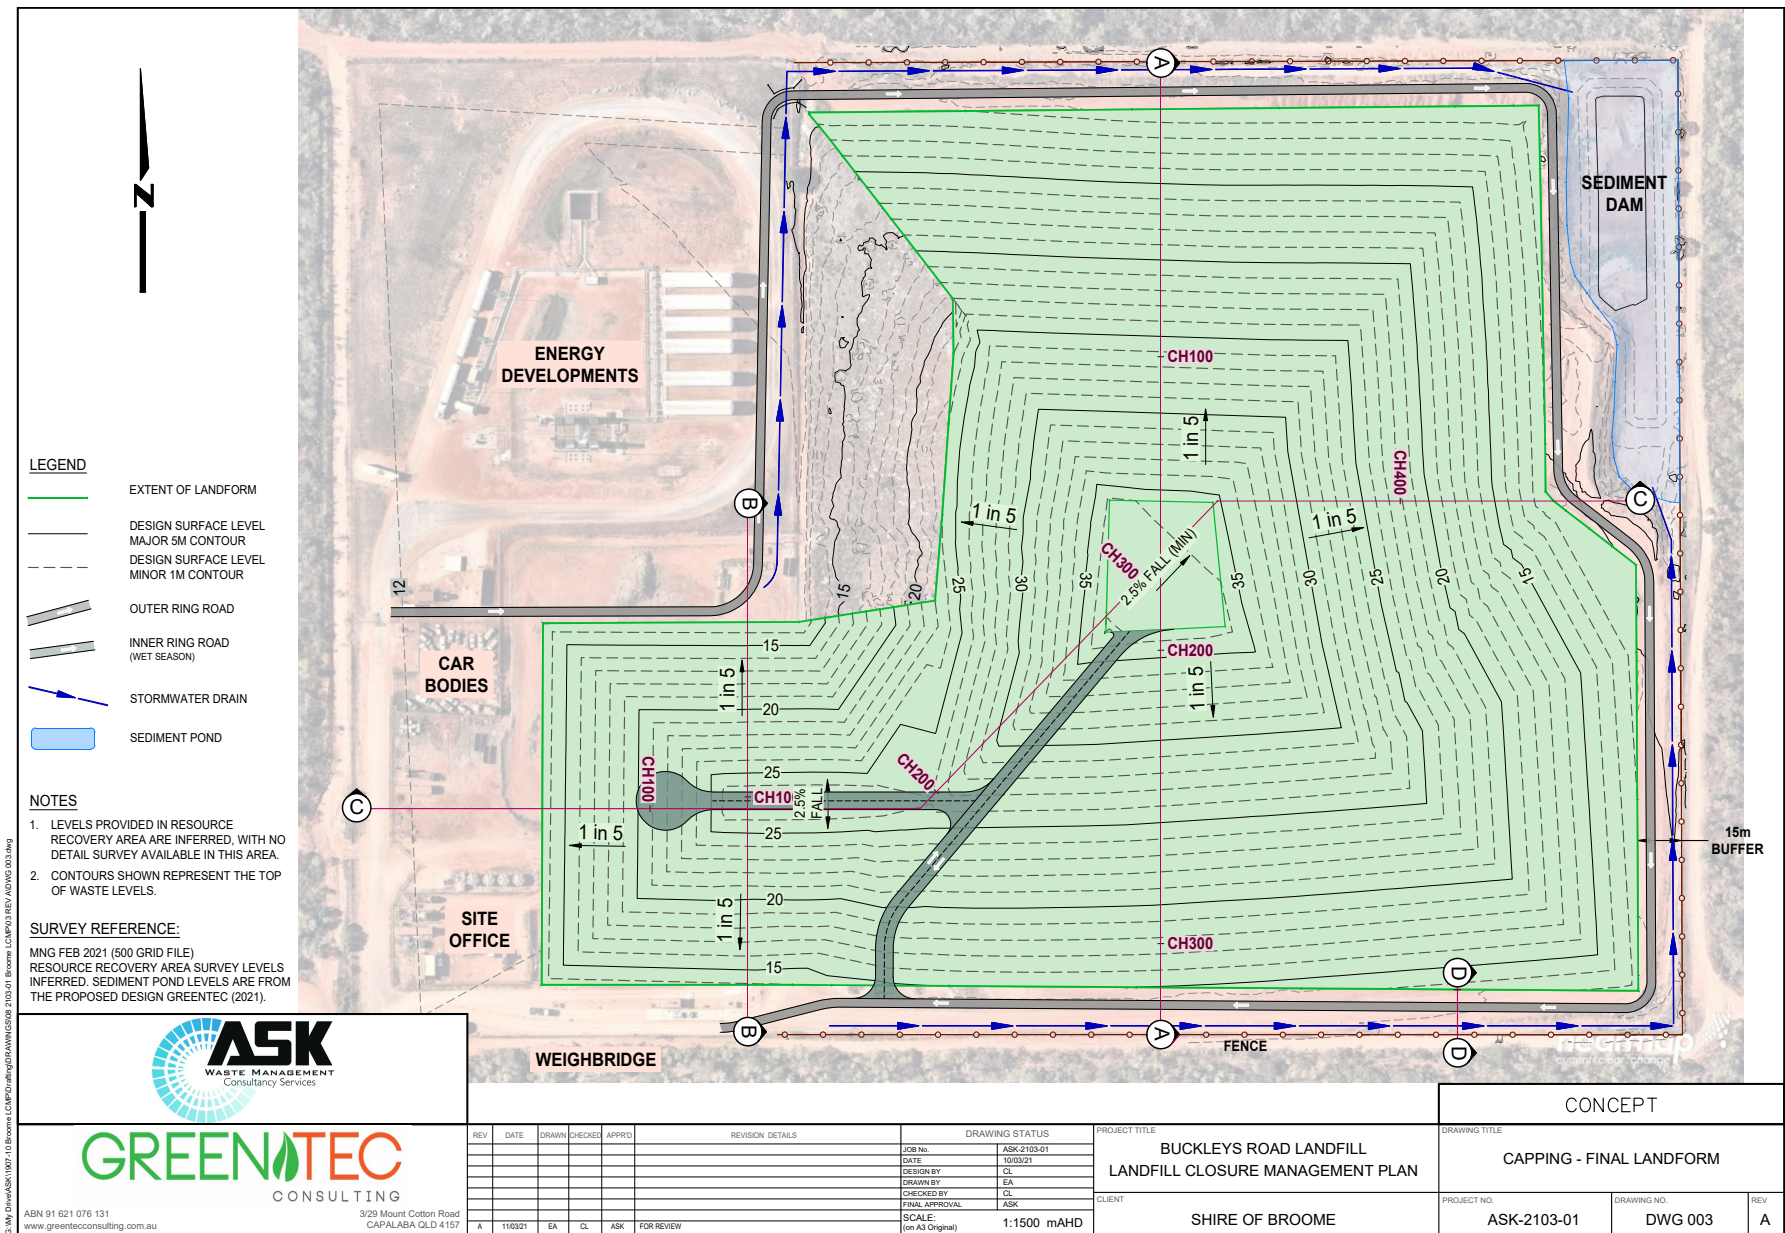 A
SEDIMENT
DAM
N
ENERGY
DEVELOPMENTS
CH100
1 in 5
CH400
B
C
1 in 5
1 in 5
CH300
2.5% FALL (MIN)
12
15
20
25
30
35
35
30
25
20
15
LEGEND
EXTENT OF LANDFORM
DESIGN SURFACE LEVEL
MAJOR 5M CONTOUR
DESIGN SURFACE LEVEL
MINOR 1M CONTOUR
OUTER RING ROAD
INNER RING ROAD
(WET SEASON)
STORMWATER DRAIN
SEDIMENT POND
CAR
BODIES
15
1 in 5
20
CH200
1 in 5
25
CH100
CH10
2.5%
FALL
CH200
C
25
1 in 5
15m
BUFFER
NOTES
1. LEVELS PROVIDED IN RESOURCE
RECOVERY AREA ARE INFERRED, WITH NO
DETAIL SURVEY AVAILABLE IN THIS AREA.
2. CONTOURS SHOWN REPRESENT THE TOP
OF WASTE LEVELS.
SURVEY REFERENCE:
MNG FEB 2021 (500 GRID FILE)
RESOURCE RECOVERY AREA SURVEY LEVELS
INFERRED. SEDIMENT POND LEVELS ARE FROM
THE PROPOSED DESIGN GREENTEC (2021).
SITE
OFFICE
20
1 in 5
15
CH300
D
B
A
D
FENCE
WEIGHBRIDGE
nearmap
current:clear:change
ASK
WASTE MANAGEMENT
Consultancy Services
GREENTEC
CONSULTING
ABN 91 621 076 131
www.greentecconsulting.com.au
3/29 Mount Cotton Road
CAPALABA QLD 4157
REV DATE DRAWN CHECKED APPR'D REVISION DETAILS
A 11/03/21 EA CL ASK FOR REVIEW
DRAWING STATUS
JOB No. ASK-2103-01
DATE 10/03/21
DESIGN BY CL
DRAWN BY EA
CHECKED BY CL
FINAL APPROVAL ASK
SCALE: 1:1500 mAHD
(on A3 Original)
PROJECT TITLE
BUCKLEYS ROAD LANDFILL
LANDFILL CLOSURE MANAGEMENT PLAN
CLIENT
SHIRE OF BROOME
CONCEPT
DRAWING TITLE
CAPPING - FINAL LANDFORM
PROJECT NO.
ASK-2103-01
DRAWING NO.
DWG 003
REV
A